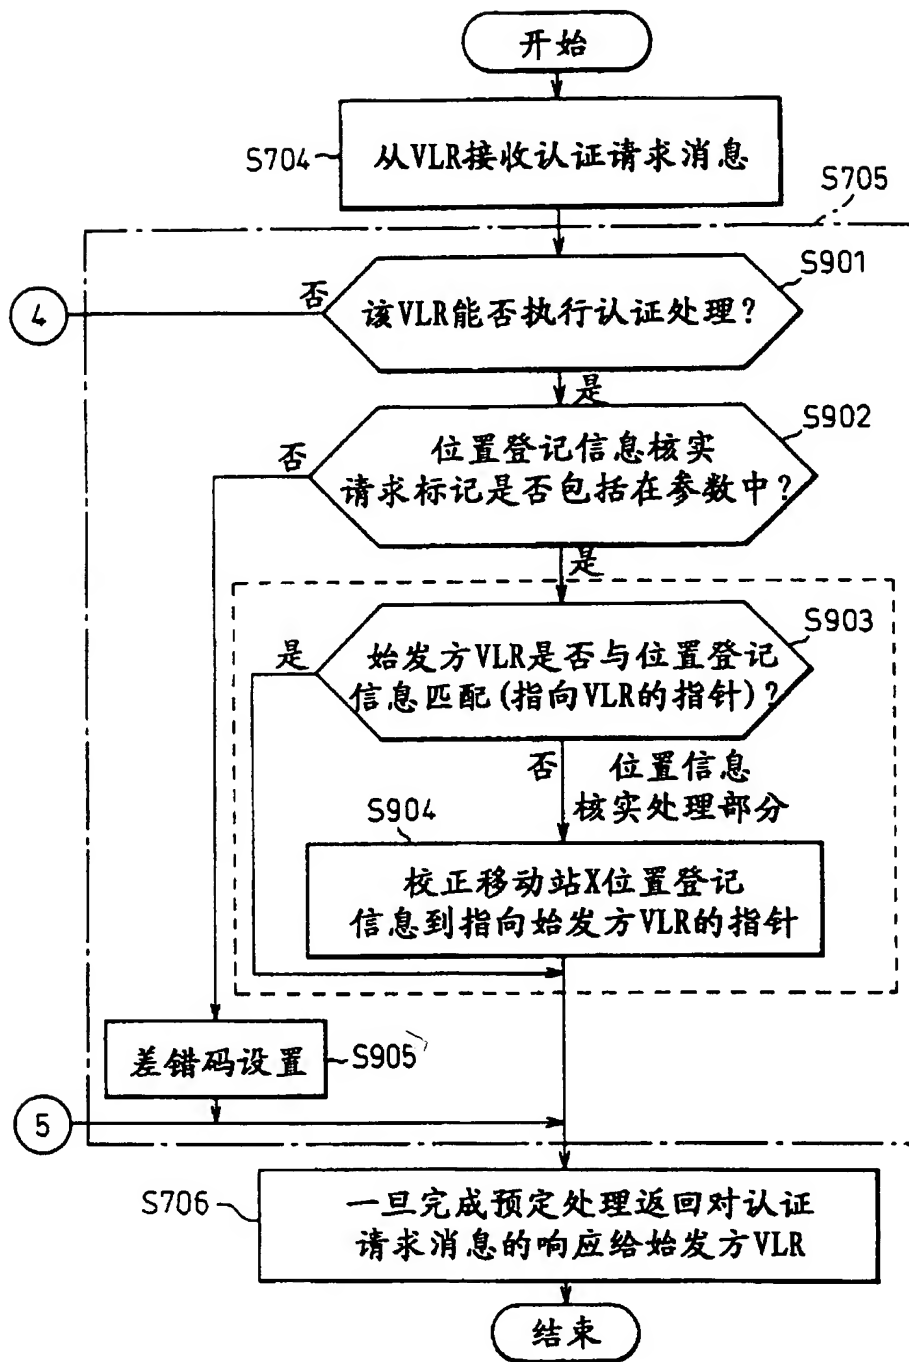 开始
S704
从VLR接收认证请求消息
S705
S901
否
4
该VLR能否执行认证处理?
是
S902
否
位置登记信息核实
请求标记是否包括在参数中?
是
S903
是
始发方VLR是否与位置登记
信息匹配(指向VLR的指针)?
否
位置信息
核实处理部分
S904
校正移动站X位置登记
信息到指向始发方VLR的指针
差错码设置
S905
5
S706
一旦完成预定处理返回对认证
请求消息的响应给始发方VLR
结束